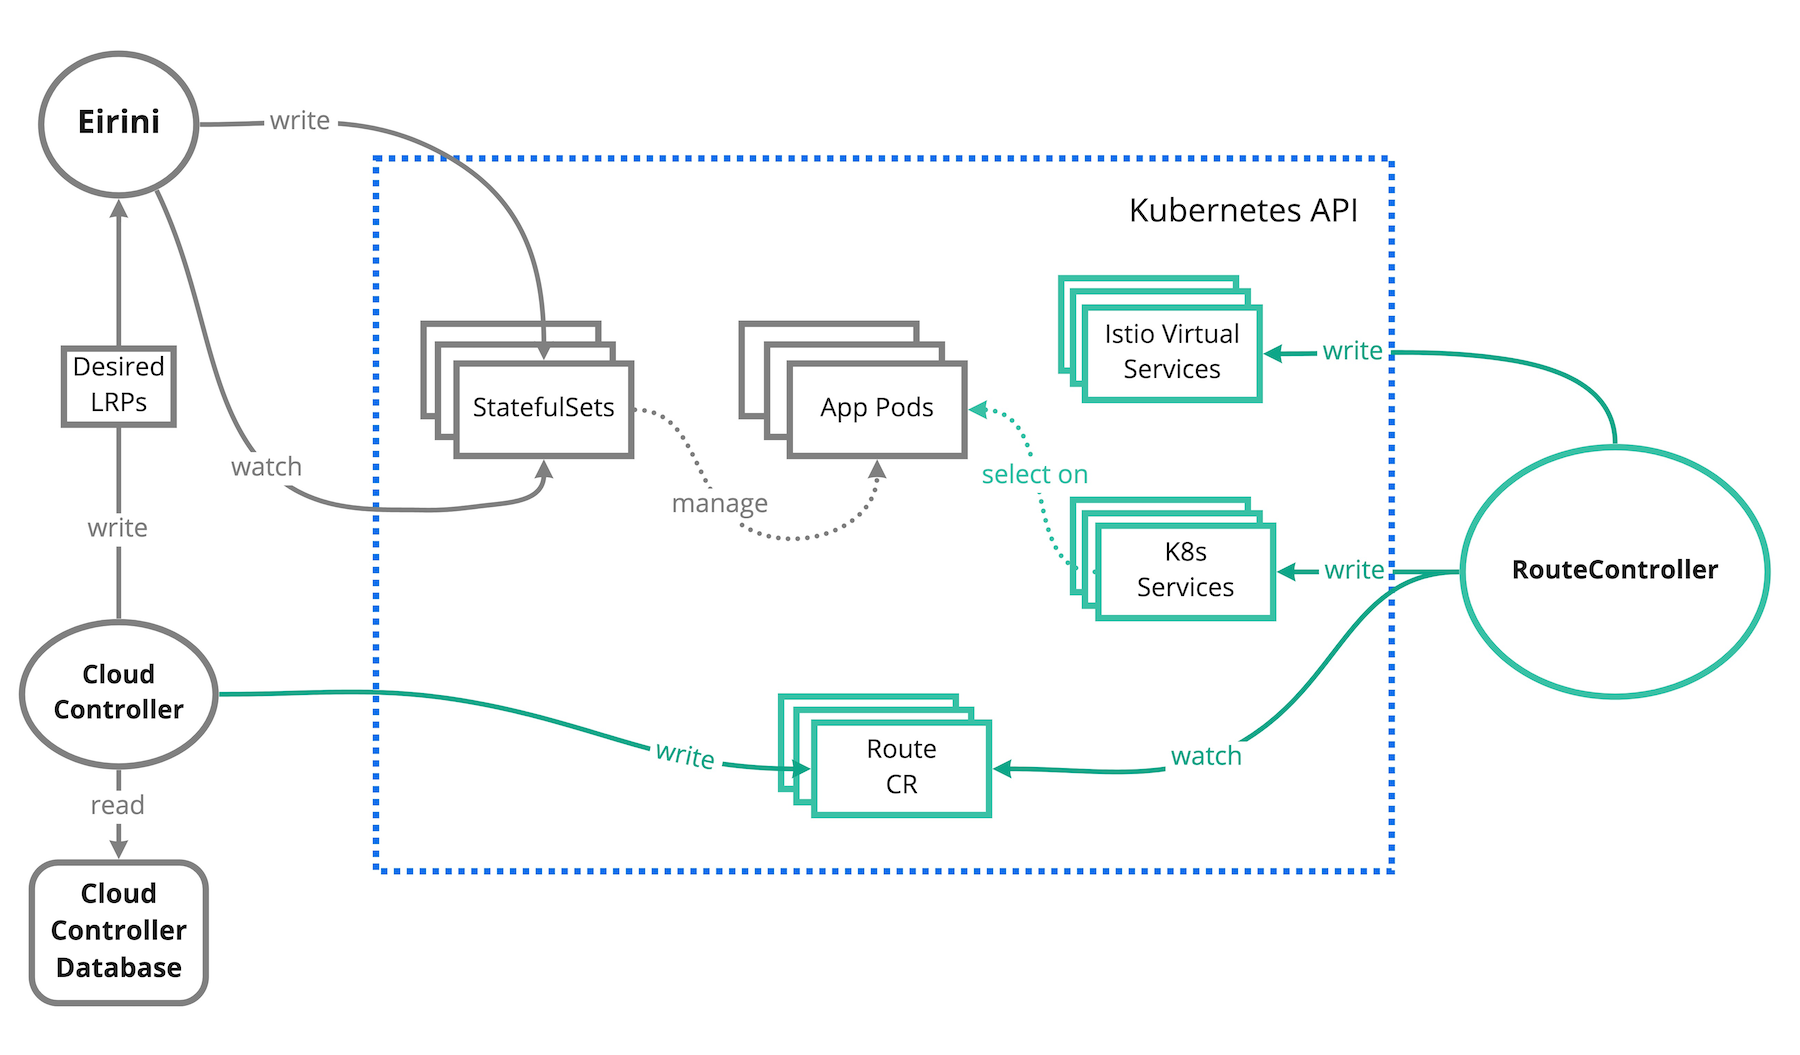 Eirini
write
Kubernetes API
Desired
LRPs
StatefulSets
App Pods
Istio Virtual
Services
write
watch
manage
select on
write
K8s
Services
write
RouteController
Cloud
Controller
write
Route
CR
watch
read
Cloud
Controller
Database